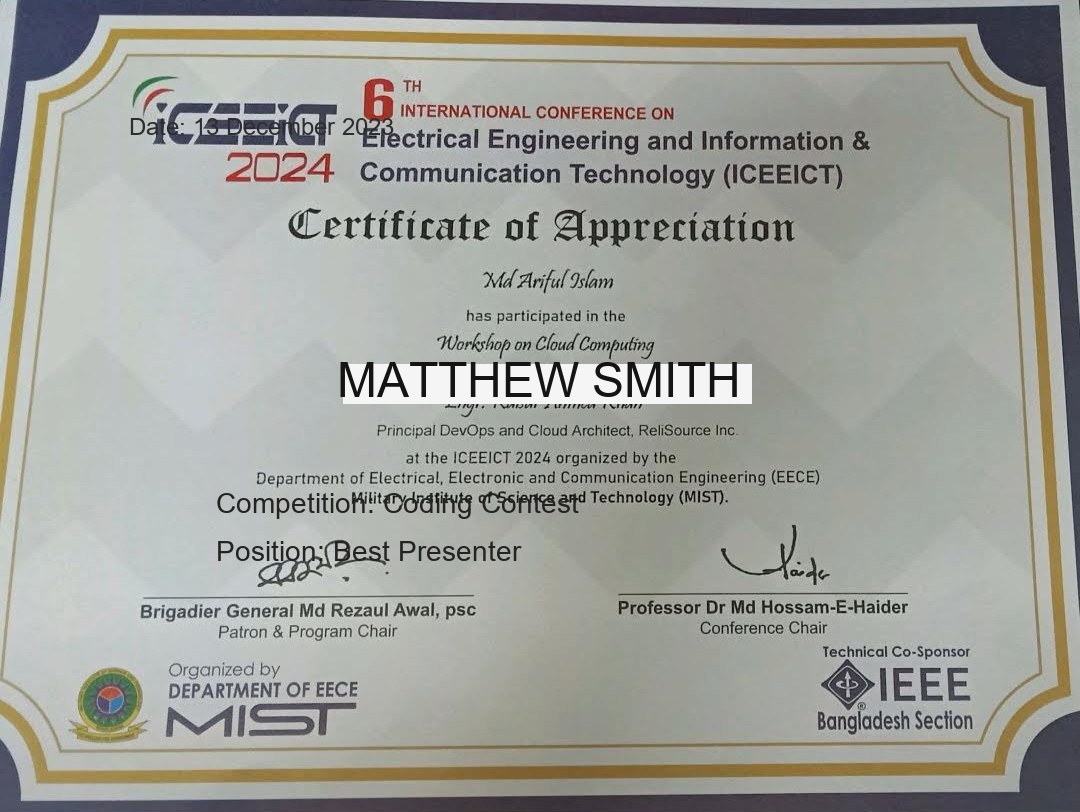 6TH
INTERNATIONAL CONFERENCE ON
iCEEiCT
Date: 13 December 2023
Electrical Engineering and Information &
2024
Communication Technology (ICEEICT)
Certificate of Appreciation
Md Ariful Islam
has participated in the
Workshop on Cloud Computing
MATTHEW SMITH
Engr.
Principal DevOps and Cloud Architect, ReliSource Inc.
at the ICEEICT 2024 organized by the
Department of Electrical, Electronic and Communication Engineering (EECE)
Military Institute of Science and Technology (MIST).
Competition: Coding Contest
Position: Best Presenter
Brigadier General Md Rezaul Awal, psc
Patron & Program Chair
Professor Dr Md Hossam-E-Haider
Conference Chair
Organized by
DEPARTMENT OF EECE
MIST
Technical Co-Sponsor
IEEE
Bangladesh Section